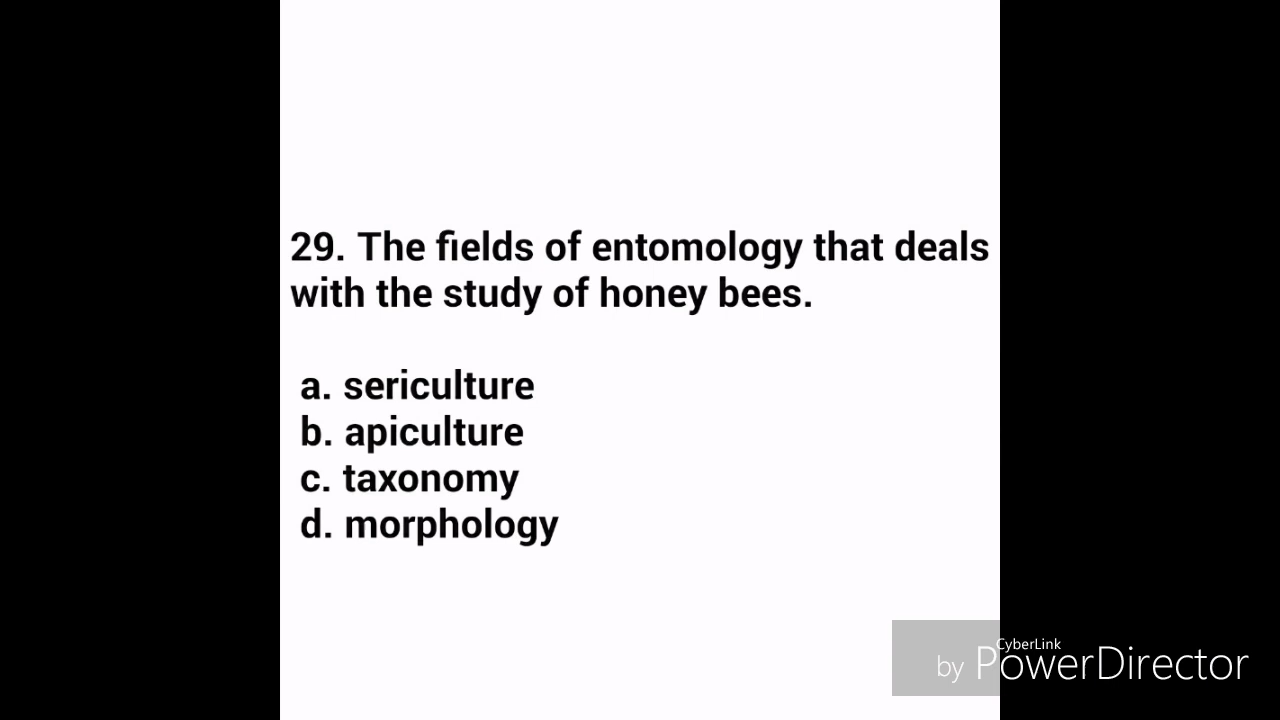 29. The fields of entomology that deals
with the study of honey bees.
a. sericulture
b. apiculture
c. taxonomy
d. morphology
CyberLink
by PowerDirector